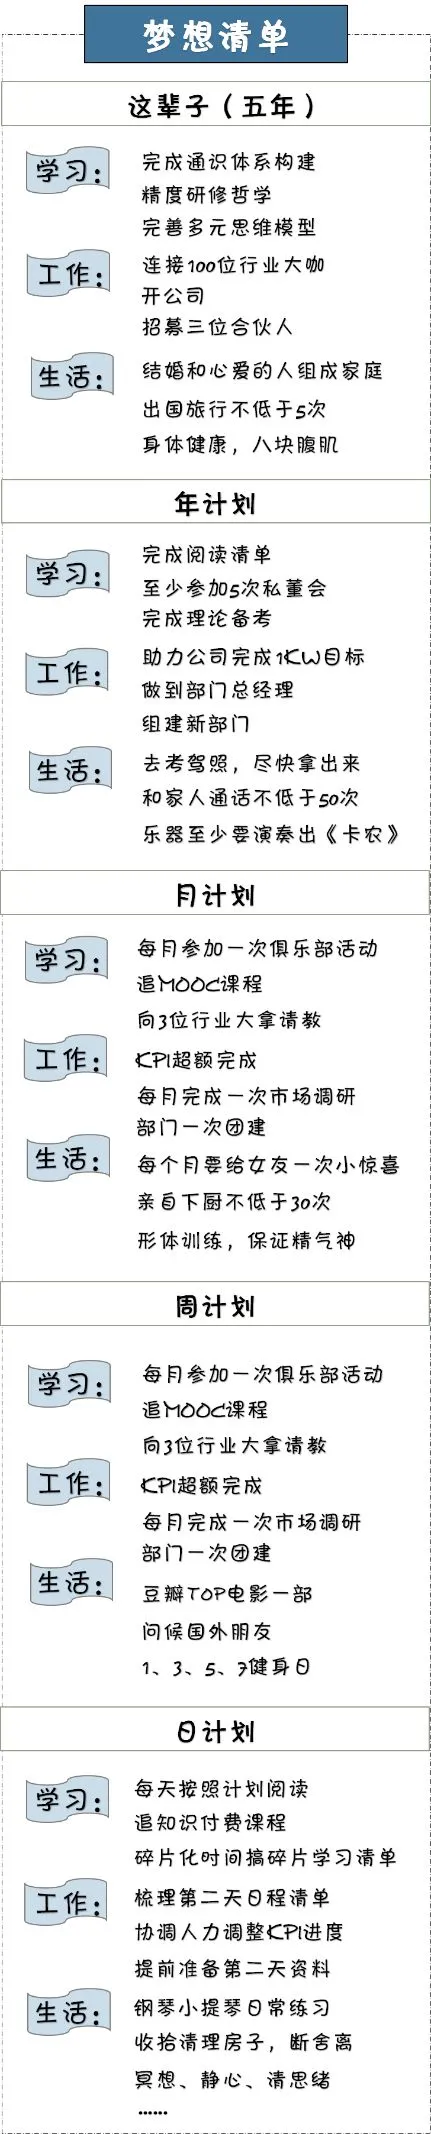 梦想清单
这辈子（五年）
学习：
完成通识体系构建
精度研修哲学
完善多元思维模型
工作：
连接100位行业大咖
开公司
招募三位合伙人
生活：
结婚和心爱的人组成家庭
出国旅行不低于5次
身体健康，八块腹肌
年计划
学习：
完成阅读清单
至少参加5次私董会
完成理论备考
工作：
助力公司完成1KW目标
做到部门总经理
组建新部门
生活：
去考驾照，尽快拿出来
和家人通话不低于50次
乐器至少要演奏出《卡农》
月计划
学习：
每月参加一次俱乐部活动
追MOOC课程
向3位行业大拿请教
工作：
KPI超额完成
每月完成一次市场调研
部门一次团建
生活：
每个月要给女友一次小惊喜
亲自下厨不低于30次
形体训练，保证精气神
周计划
学习：
每月参加一次俱乐部活动
追MOOC课程
向3位行业大拿请教
工作：
KPI超额完成
每月完成一次市场调研
部门一次团建
生活：
豆瓣TOP电影一部
问候国外朋友
1、3、5、7健身日
日计划
学习：
每天按照计划阅读
追知识付费课程
碎片化时间搞碎片学习清单
工作：
梳理第二天日程清单
协调人力调整KPI进度
提前准备第二天资料
生活：
钢琴小提琴日常练习
收拾清理房子，断舍离
冥想、静心、清思绪
……